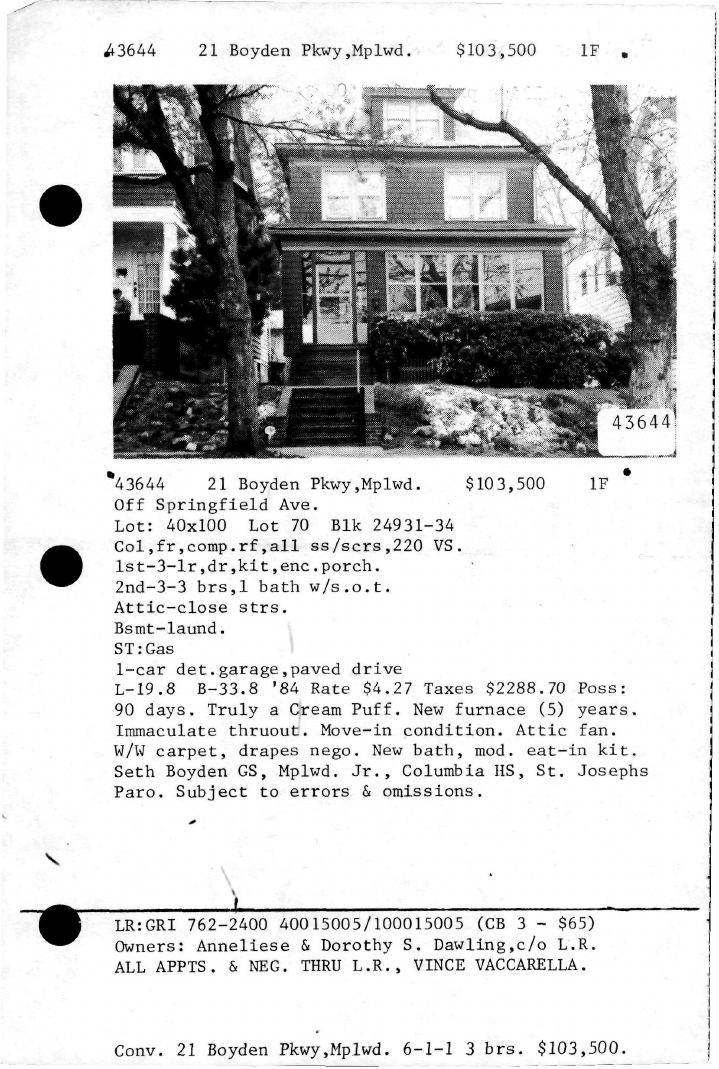 43644 21 Boyden Pkwy,Mplwd. $103,500 1F
43644
43644 21 Boyden Pkwy,Mplwd. $103,500 1F
Off Springfield Ave.
Lot: 40x100 Lot 70 Blk 24931-34
Col,fr,comp.rf,all ss/scrs,220 VS.
1st-3-lr,dr,kit,enc.porch.
2nd-3-3 brs,1 bath w/s.o.t.
Attic-close strs.
Bsmt-laund.
ST:Gas
1-car det.garage,paved drive
L-19.8 B-33.8 '84 Rate $4.27 Taxes $2288.70 Poss:
90 days. Truly a Cream Puff. New furnace (5) years.
Immaculate thruout. Move-in condition. Attic fan.
W/W carpet, drapes nego. New bath, mod. eat-in kit.
Seth Boyden GS, Mplwd. Jr., Columbia HS, St. Josephs
Paro. Subject to errors & omissions.
LR:GRI 762-2400 40015005/100015005 (CB 3 - $65)
Owners: Anneliese & Dorothy S. Dawling,c/o L.R.
ALL APPTS. & NEG. THRU L.R., VINCE VACCARELLA.
Conv. 21 Boyden Pkwy,Mplwd. 6-1-1 3 brs. $103,500.